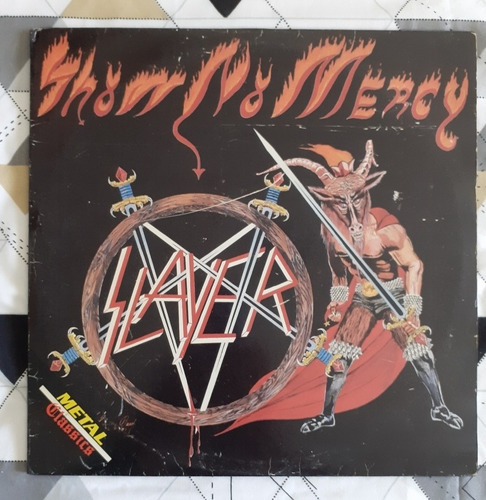 Show No Mercy
SLAYER
METAL
Classics